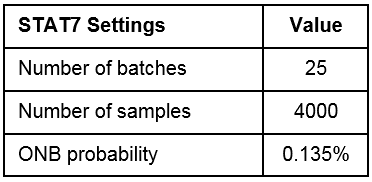 STAT7 Settings Value
Number of batches 25
Number of samples 4000
ONB probability 0.135%